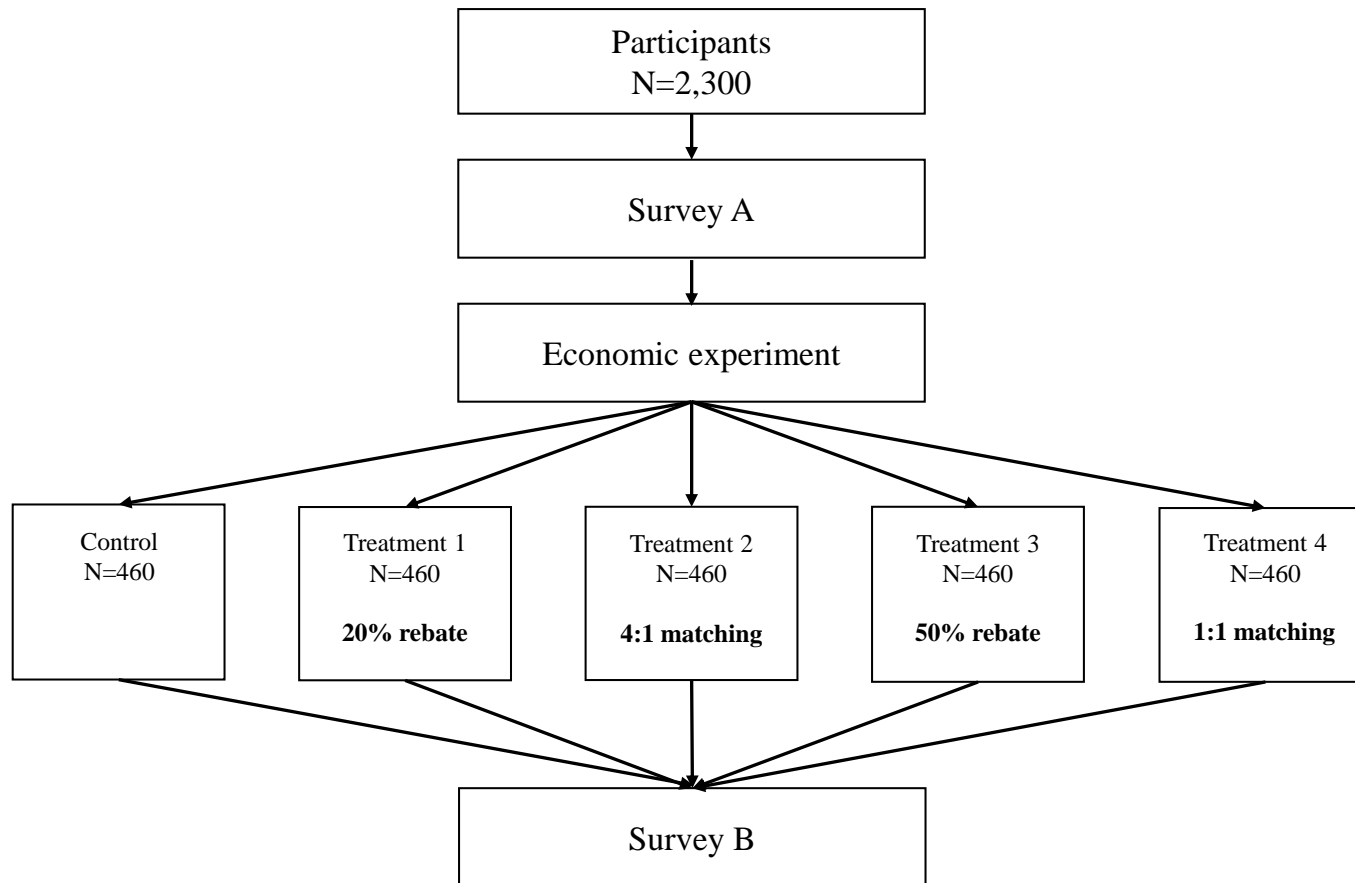 Participants
N=2,300
Survey A
Economic experiment
Control
N=460
Treatment 1
N=460
20% rebate
Treatment 2
N=460
4:1 matching
Treatment 3
N=460
50% rebate
Treatment 4
N=460
1:1 matching
Survey B